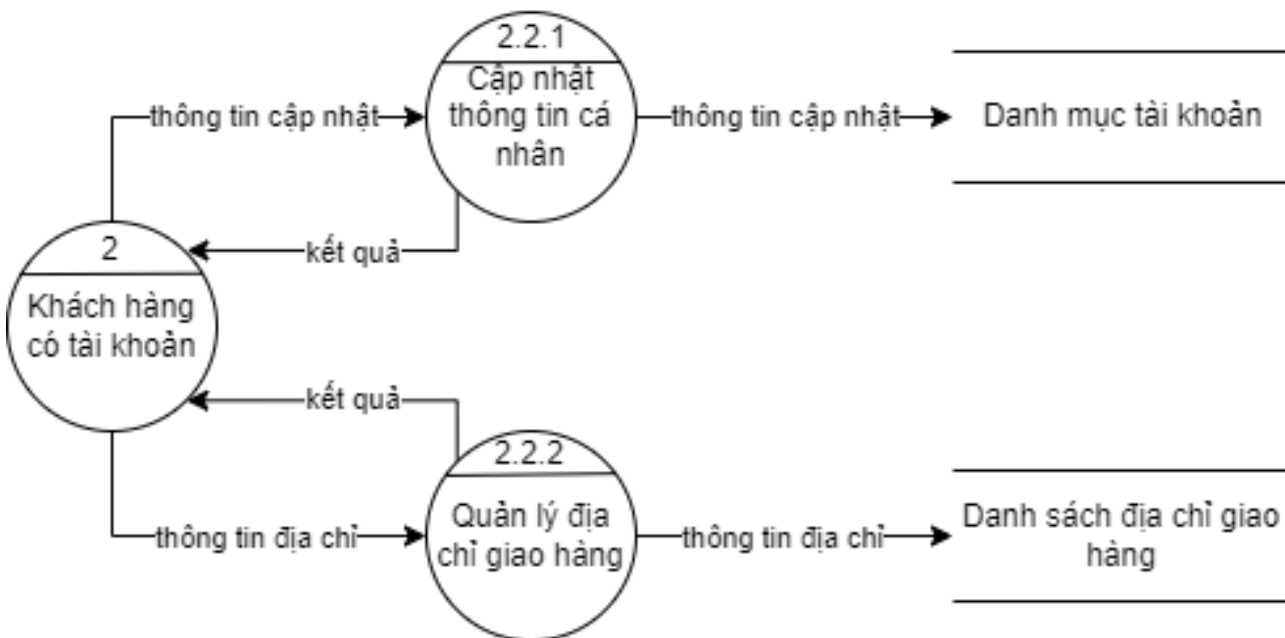 2.2.1
Cập nhật
thông tin cá
nhân
thông tin cập nhật
thông tin cập nhật
Danh mục tài khoản
kết quả
2
Khách hàng
có tài khoản
kết quả
2.2.2
Quản lý địa
chỉ giao hàng
thông tin địa chỉ
thông tin địa chỉ
Danh sách địa chỉ giao
hàng